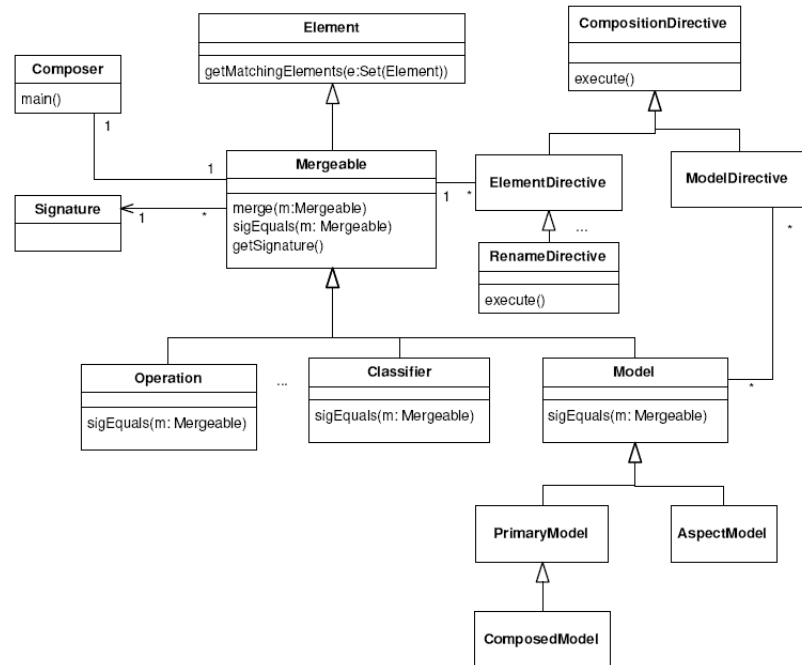 Element
getMatchingElements(e:Set(Element))
CompositionDirective
execute()
Composer
main()
1
1
Mergeable
merge(m:Mergeable)
sigEquals(m: Mergeable)
getSignature()
1
*
ElementDirective
ModelDirective
*
Signature
1
*
...
RenameDirective
execute()
Operation
sigEquals(m: Mergeable)
...
Classifier
sigEquals(m: Mergeable)
Model
sigEquals(m: Mergeable)
*
PrimaryModel
AspectModel
ComposedModel